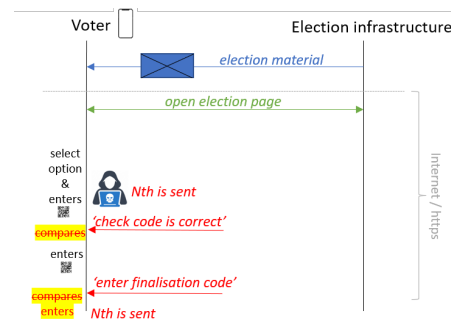 Voter
Election infrastructure
election material
open election page
select
option
&
enters
Nth is sent
'check code is correct'
compares
enters
'enter finalisation code'
compares
enters
Nth is sent
Internet / https